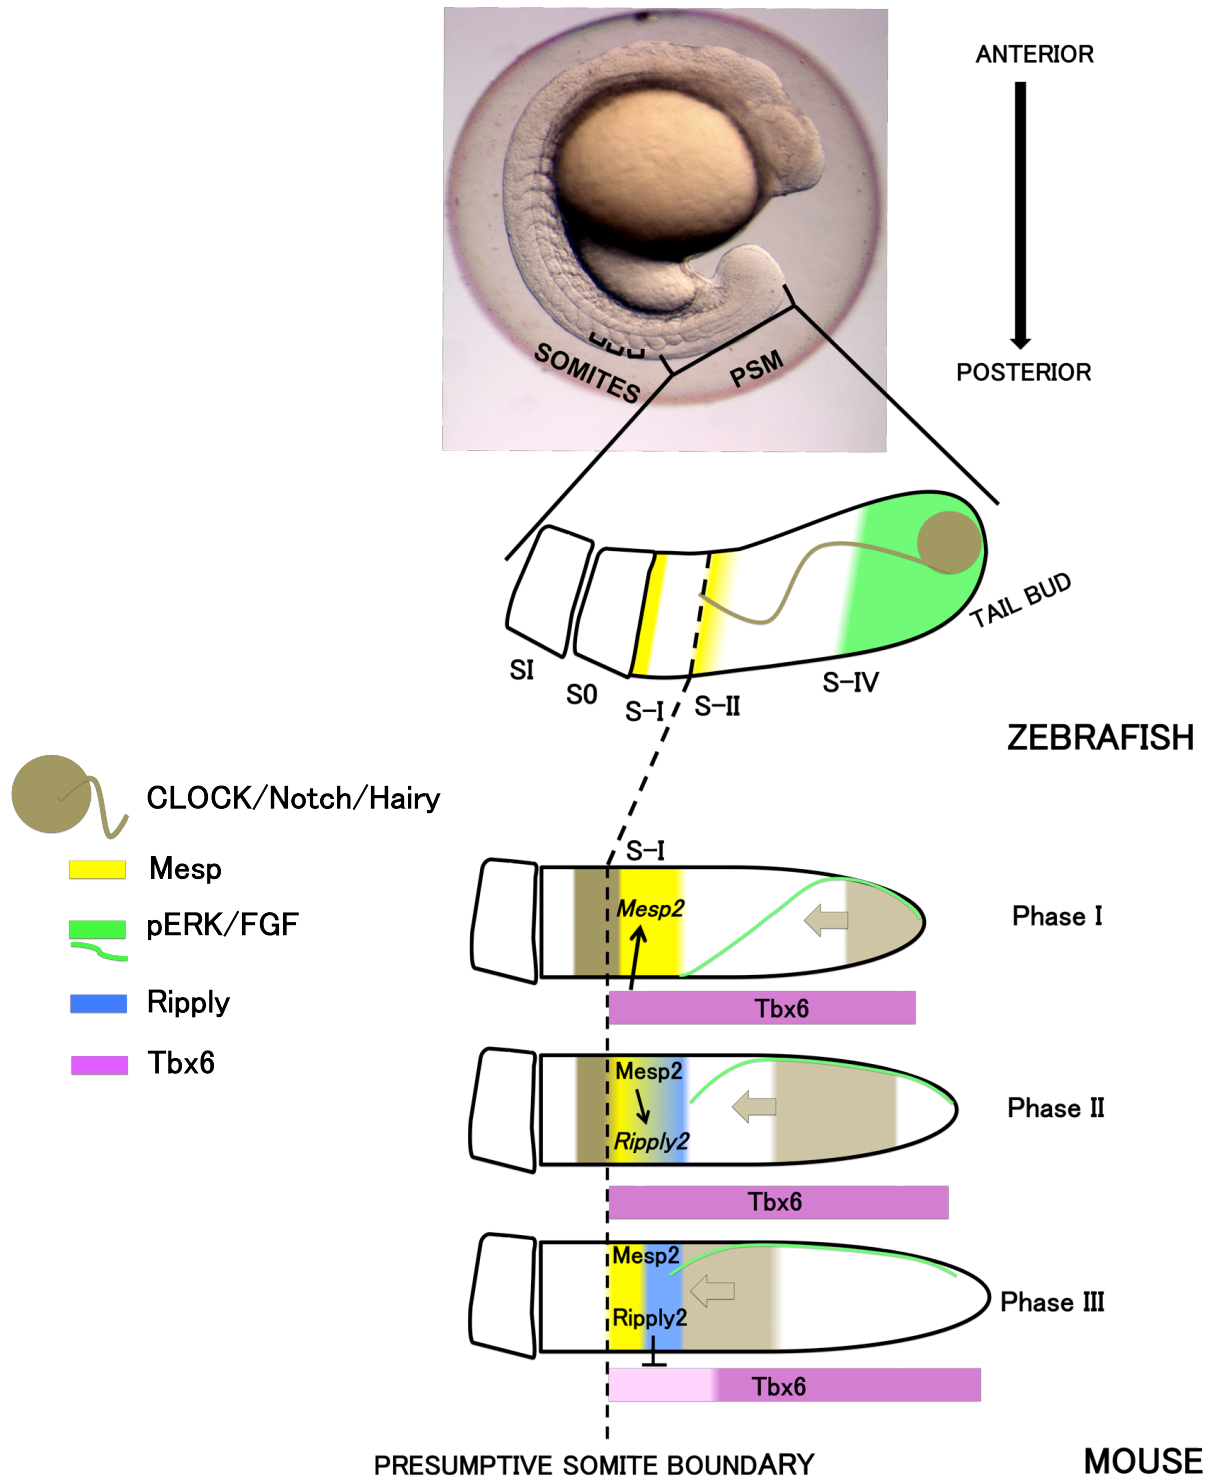 ANTERIOR
POSTERIOR
SOMITES
PSM
TAIL BUD
SI
S0
S-I
S-II
S-IV
ZEBRAFISH
CLOCK/Notch/Hairy
Mesp
pERK/FGF
Ripply
Tbx6
S-I
Mesp2
Phase I
Tbx6
Mesp2
Ripply2
Phase II
Tbx6
Mesp2
Ripply2
Phase III
Tbx6
PRESUMPTIVE SOMITE BOUNDARY
MOUSE